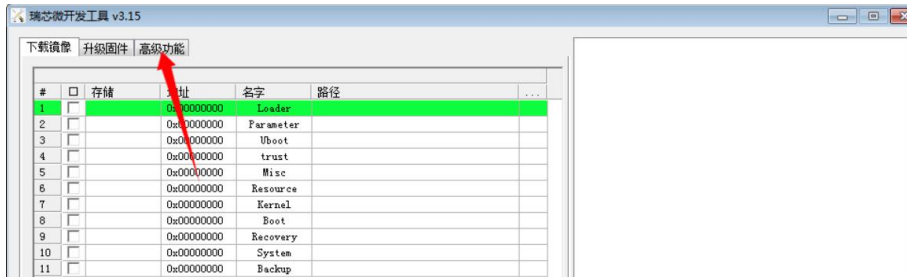 瑞芯微开发工具 v3.15
下载镜像 升级固件 高级功能
# 存储 地址 名字 路径 ...
1 0x00000000 Loader
2 0x00000000 Parameter
3 0x00000000 Uboot
4 0x00000000 trust
5 0x00000000 Misc
6 0x00000000 Resource
7 0x00000000 Kernel
8 0x00000000 Boot
9 0x00000000 Recovery
10 0x00000000 System
11 0x00000000 Backup